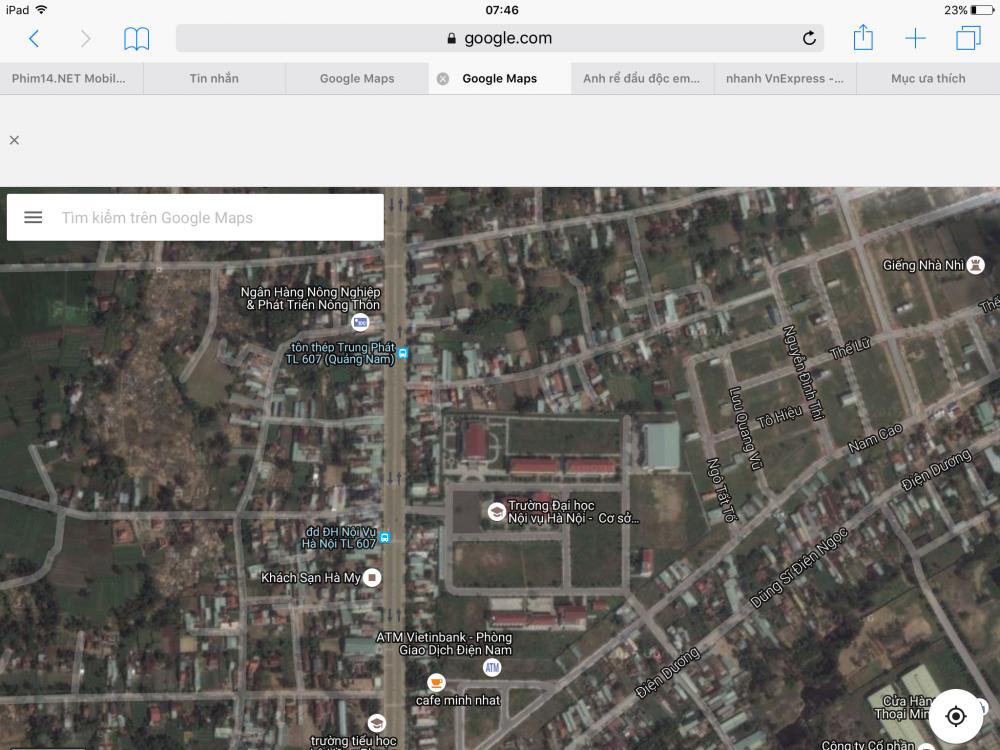 iPad
07:46
23%
google.com
Phim14.NET Mobil...
Tin nhắn
Google Maps
Google Maps
Anh rể đầu độc em...
nhanh VnExpress -...
Mục ưa thích
Tìm kiếm trên Google Maps
Giếng Nhà Nhì
Ngân Hàng Nông Nghiệp
& Phát Triển Nông Thôn
Thế
tôn thép Trung Phát
TL 607 (Quảng Nam)
Nguyễn Đình Thi
Thế Lữ
Lưu Quang Vũ
Tô Hiệu
Nam Cao
Ngô Tất Tố
Điện Dương
Trường Đại học
Nội vụ Hà Nội - Cơ sở...
đd ĐH Nội Vụ
Hà Nội TL 607
Dũng Sĩ Điện Ngọc
Khách Sạn Hà My
ATM Vietinbank - Phòng
Giao Dịch Điện Nam
ATM
Điện Dương
cafe minh nhat
Cửa Hàn
Thoại Min
trường tiểu học
Công ty Cổ phần